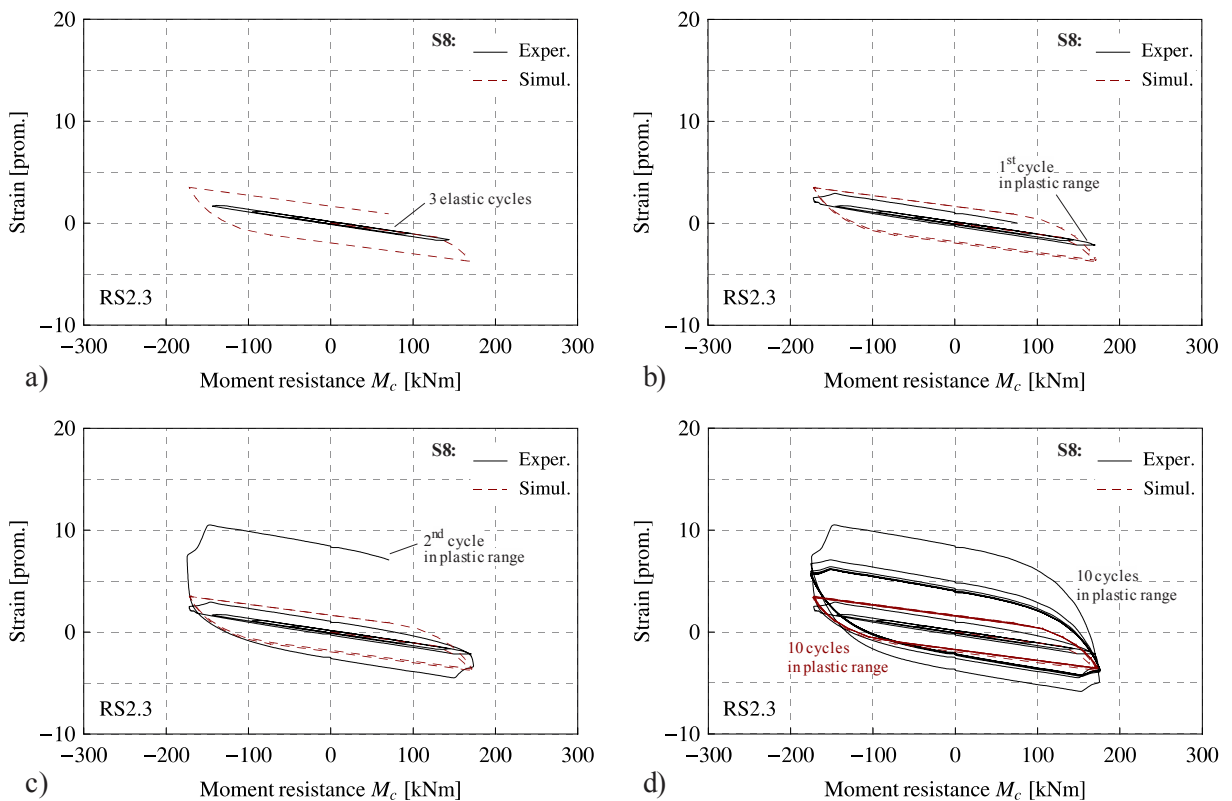 20
10
0
−10
Strain [prom.]
S8:
Exper.
Simul.
3 elastic cycles
RS2.3
−300
−200
−100
0
100
200
300
Moment resistance Mc [kNm]
a)
20
10
0
−10
Strain [prom.]
S8:
Exper.
Simul.
1st cycle
in plastic range
RS2.3
−300
−200
−100
0
100
200
300
Moment resistance Mc [kNm]
b)
20
10
0
−10
Strain [prom.]
S8:
Exper.
Simul.
2nd cycle
in plastic range
RS2.3
−300
−200
−100
0
100
200
300
Moment resistance Mc [kNm]
c)
20
10
0
−10
Strain [prom.]
S8:
Exper.
Simul.
10 cycles
in plastic range
10 cycles
in plastic range
RS2.3
−300
−200
−100
0
100
200
300
Moment resistance Mc [kNm]
d)